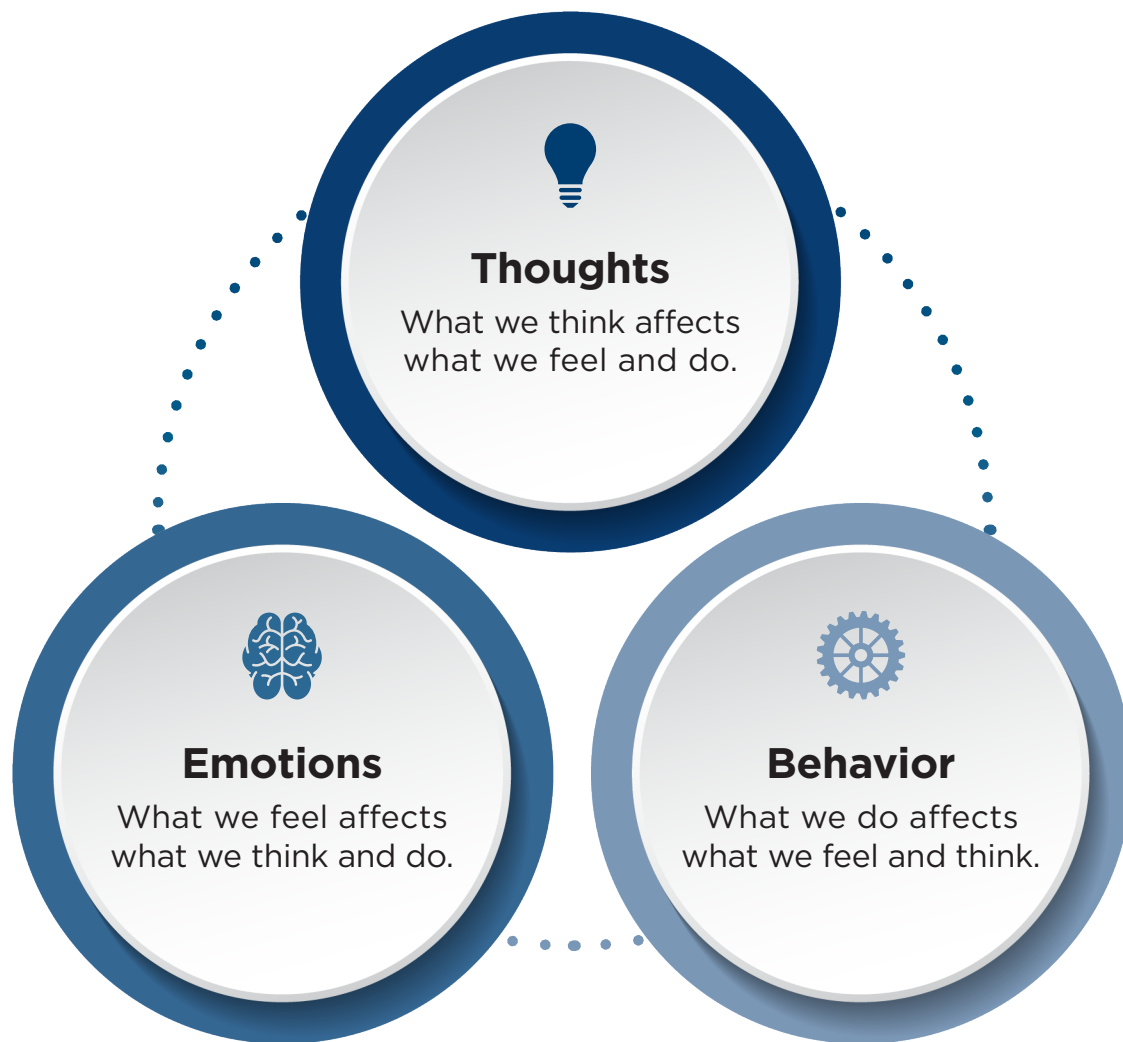 Thoughts
What we think affects
what we feel and do.
Emotions
What we feel affects
what we think and do.
Behavior
What we do affects
what we feel and think.